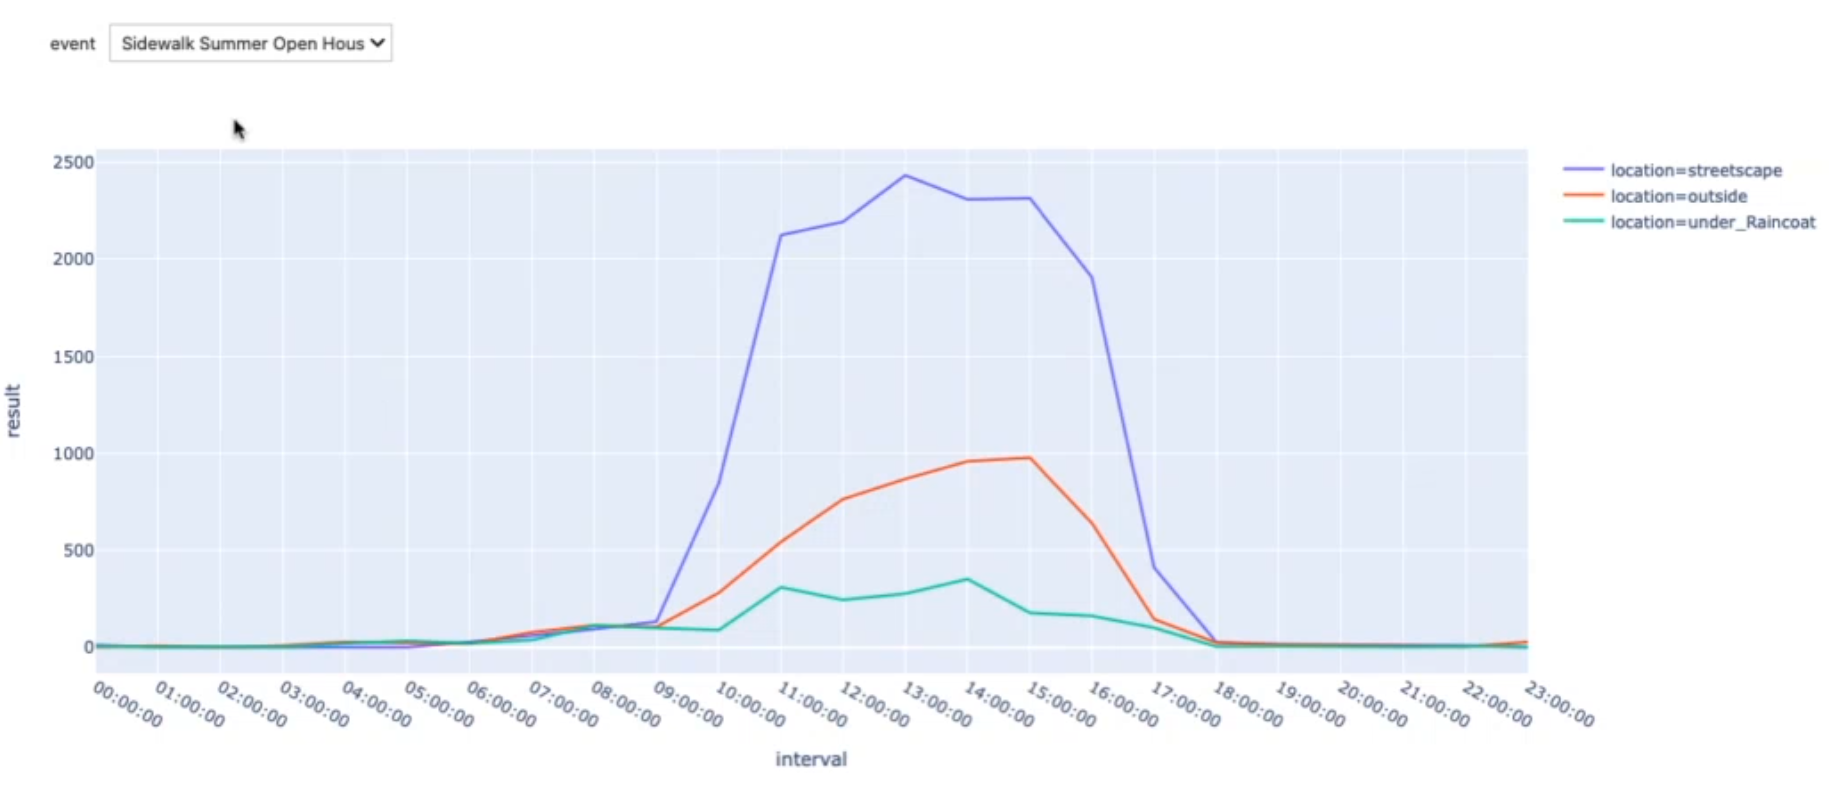 event Sidewalk Summer Open Hous
2500
2000
1500
1000
500
0
result
00:00:00 01:00:00 02:00:00 03:00:00 04:00:00 05:00:00 06:00:00 07:00:00 08:00:00 09:00:00 10:00:00 11:00:00 12:00:00 13:00:00 14:00:00 15:00:00 16:00:00 17:00:00 18:00:00 19:00:00 20:00:00 21:00:00 22:00:00 23:00:00
interval
location=streetscape
location=outside
location=under_Raincoat